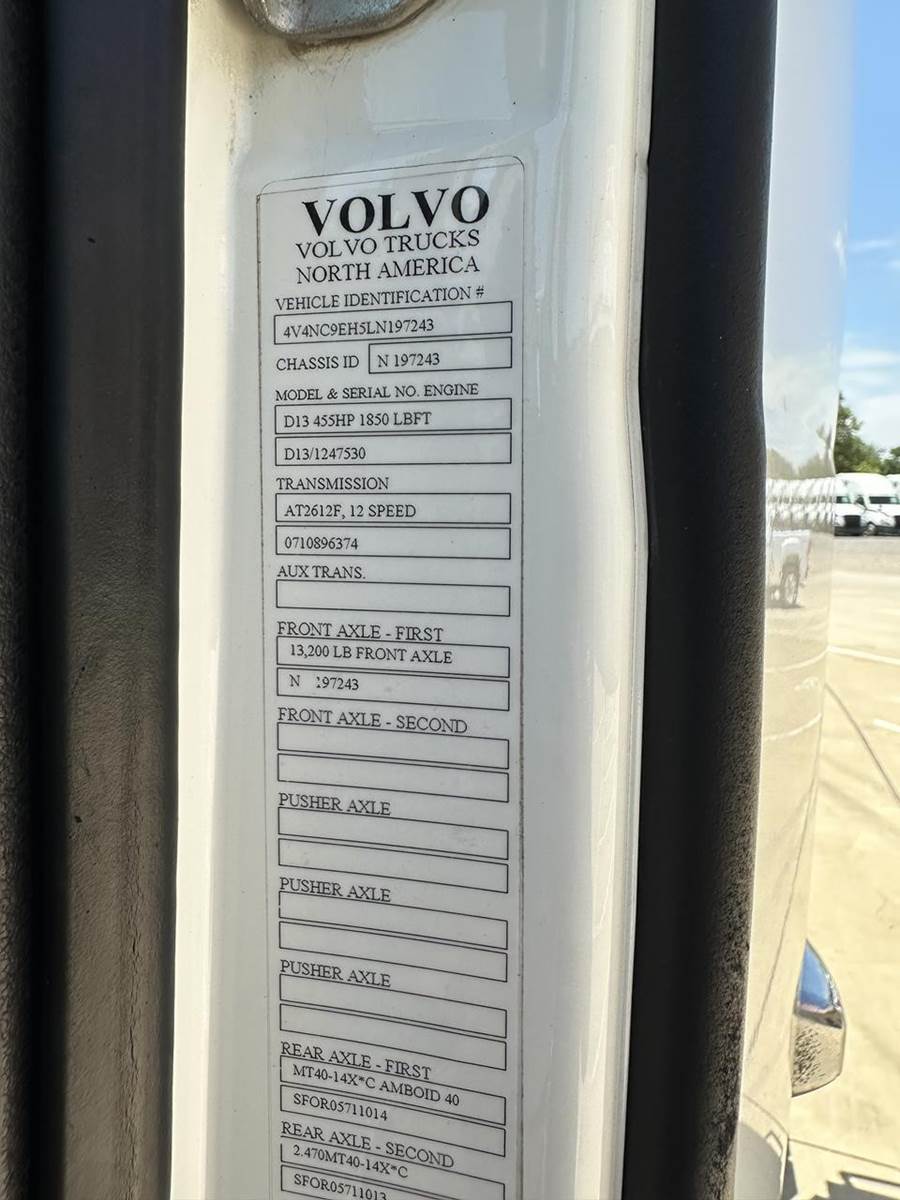 VOLVO
VOLVO TRUCKS
NORTH AMERICA
VEHICLE IDENTIFICATION #
4V4NC9EH5LN197243
CHASSIS ID N 197243
MODEL & SERIAL NO. ENGINE
D13 455HP 1850 LBFT
D13/1247530
TRANSMISSION
AT2612F, 12 SPEED
0710896374
AUX TRANS.
FRONT AXLE - FIRST
13,200 LB FRONT AXLE
N 197243
FRONT AXLE - SECOND
PUSHER AXLE
PUSHER AXLE
PUSHER AXLE
REAR AXLE - FIRST
MT40-14X*C AMBOID 40
SFOR05711014
REAR AXLE - SECOND
2.470MT40-14X*C
SFOR05711013